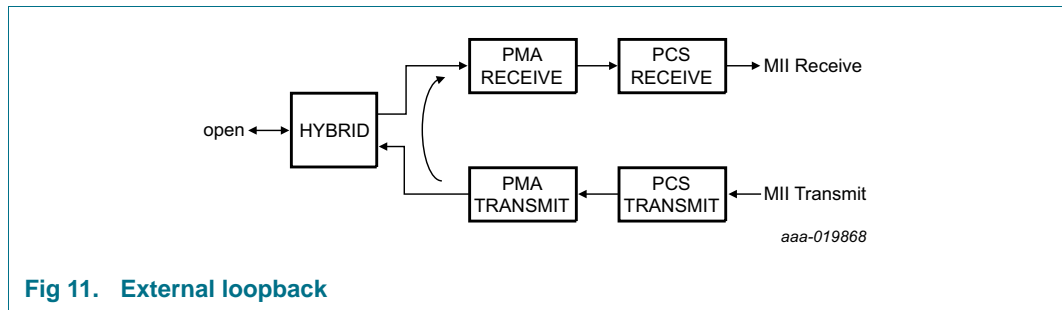 PMA
RECEIVE
PCS
RECEIVE
MII Receive
open
HYBRID
PMA
TRANSMIT
PCS
TRANSMIT
MII Transmit
aaa-019868
Fig 11. External loopback